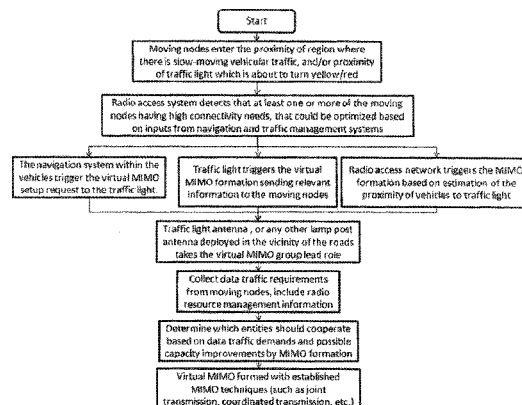 Start
Moving nodes enter the proximity of region where
there is slow-moving vehicular traffic, and/or proximity
of traffic light which is about to turn yellow/red
Radio access system detects that at least one or more of the moving
nodes having high connectivity needs, that could be optimized based
on inputs from navigation and traffic management systems
The navigation system within the
vehicles trigger the virtual MIMO
setup request to the traffic light.
Traffic light triggers the virtual
MIMO formation sending relevant
information to the moving nodes
Radio access network triggers the MIMO
formation based on estimation of the
proximity of vehicles to traffic light
Traffic light antenna , or any other lamp post
antenna deployed in the vicinity of the roads
takes the virtual MIMO group lead role
Collect data traffic requirements
from moving nodes, include radio
resource management information
Determine which entities should cooperate
based on data traffic demands and possible
capacity improvements by MIMO formation
Virtual MIMO formed with established
MIMO techniques (such as joint
transmission, coordinated transmission, etc.)